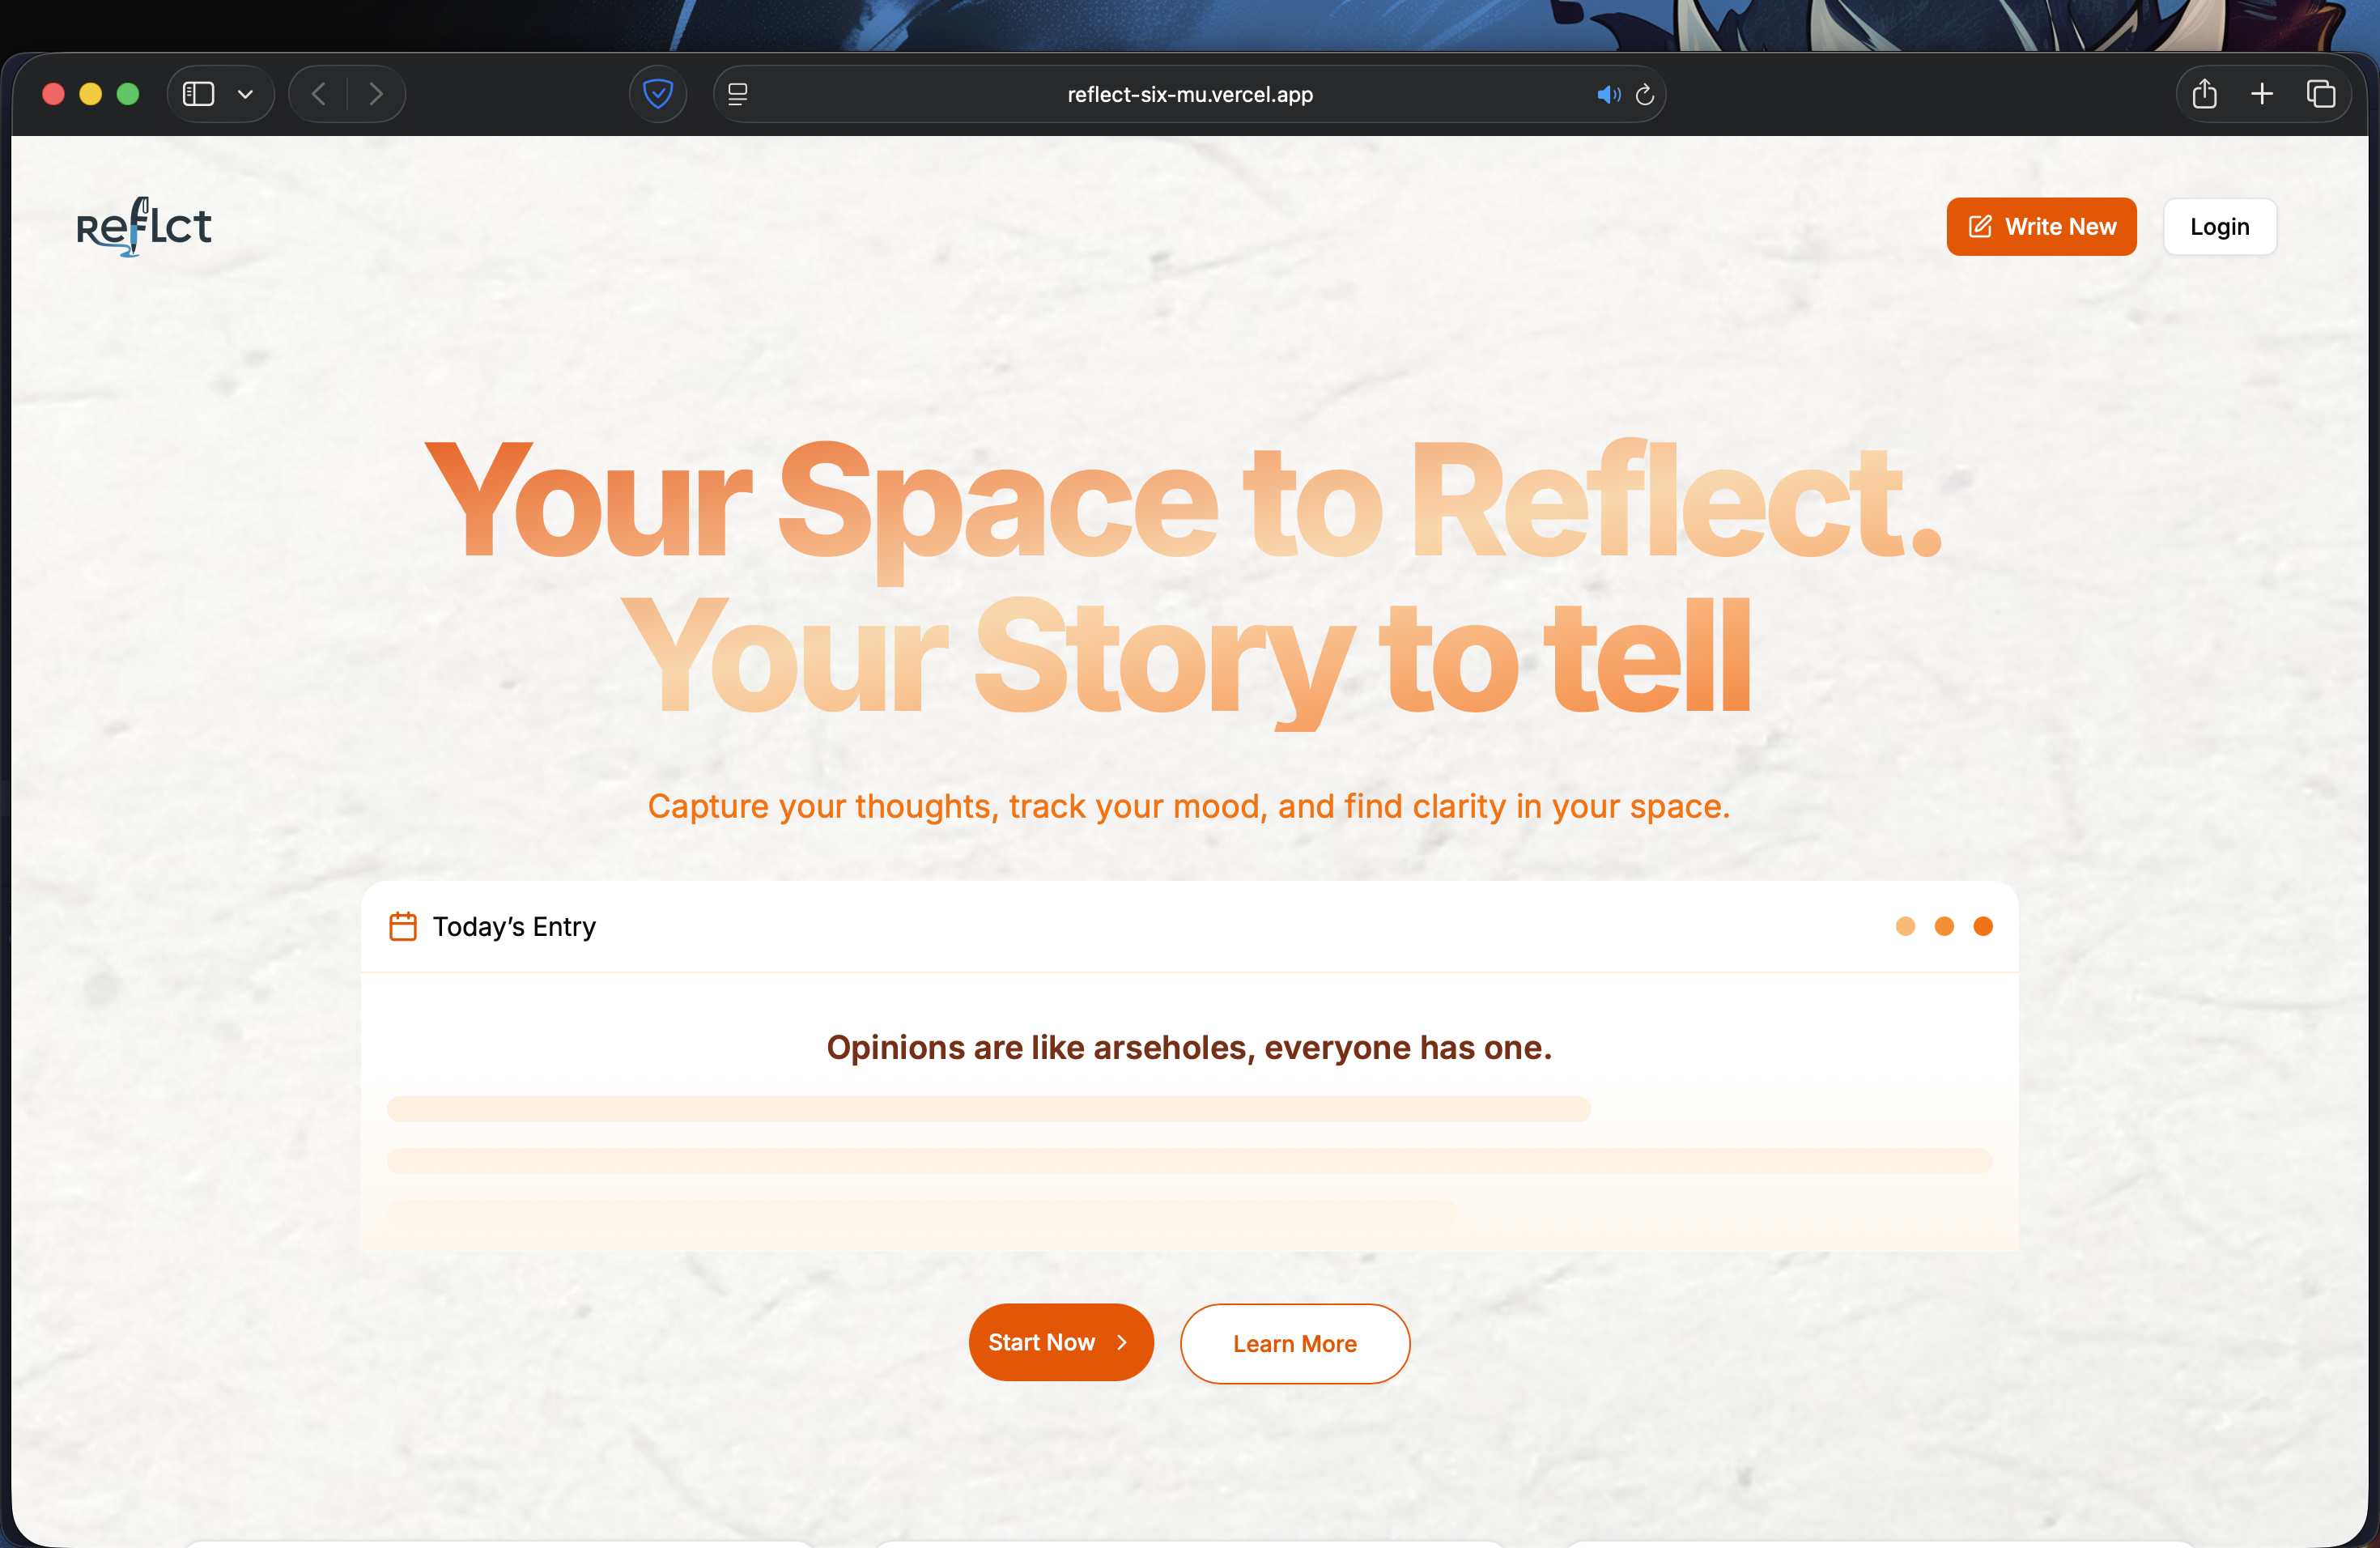 reflect-six-mu.vercel.app
Reflct
Write New
Login
Your Space to Reflect.
Your Story to tell
Capture your thoughts, track your mood, and find clarity in your space.
Today’s Entry
Opinions are like arseholes, everyone has one.
Start Now
Learn More